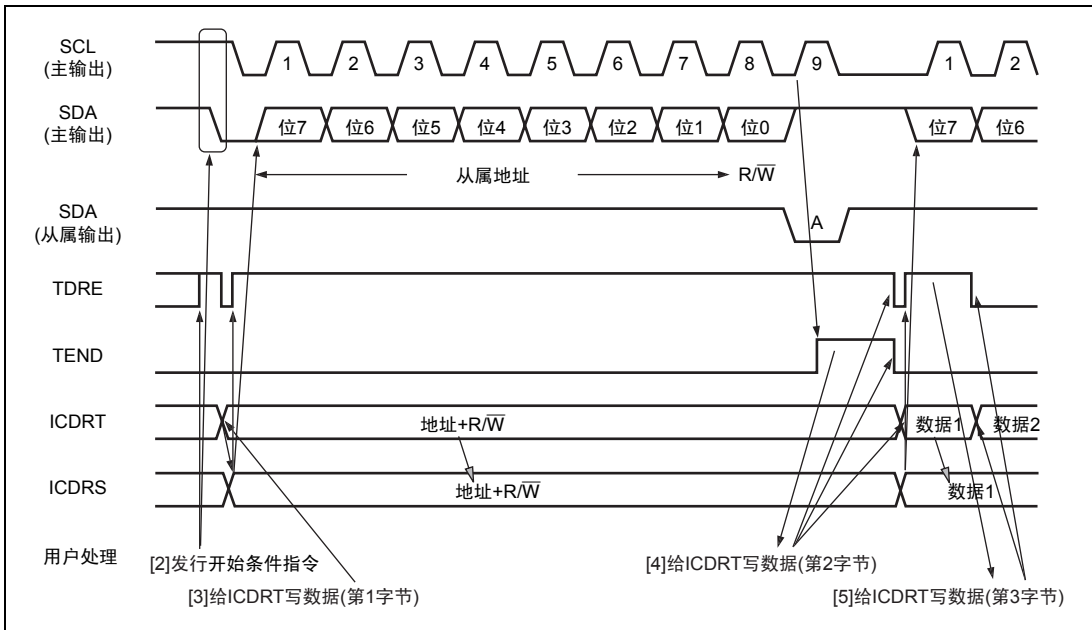 SCL
(主输出)
1 2 3 4 5 6 7 8 9 1 2
SDA
(主输出)
位7 位6 位5 位4 位3 位2 位1 位0 位7 位6
从属地址 R/W̅
SDA
(从属输出)
A
TDRE
TEND
ICDRT
地址+R/W̅ 数据1 数据2
ICDRS
地址+R/W̅ 数据1
用户处理
[2]发行开始条件指令
[4]给ICDRT写数据(第2字节)
[3]给ICDRT写数据(第1字节)
[5]给ICDRT写数据(第3字节)